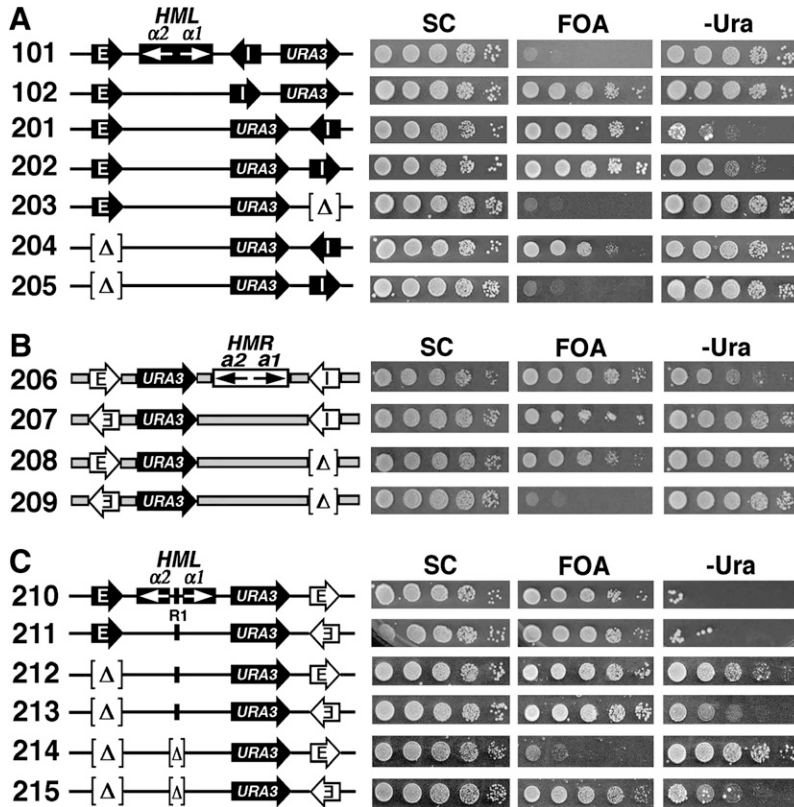 A HML SC FOA -Ura
α2 α1
101 E I URA3
102 E I URA3
201 E URA3 I
202 E URA3 I
203 E URA3 [Δ]
204 [Δ] URA3 I
205 [Δ] URA3 I
B HMR SC FOA -Ura
a2 a1
206 E URA3 I
207 E URA3 I
208 E URA3 [Δ]
209 E URA3 [Δ]
C HML SC FOA -Ura
α2 α1
210 E URA3 E
R1
211 E URA3 E
212 [Δ] URA3 E
213 [Δ] URA3 E
214 [Δ] [Δ] URA3 E
215 [Δ] [Δ] URA3 E